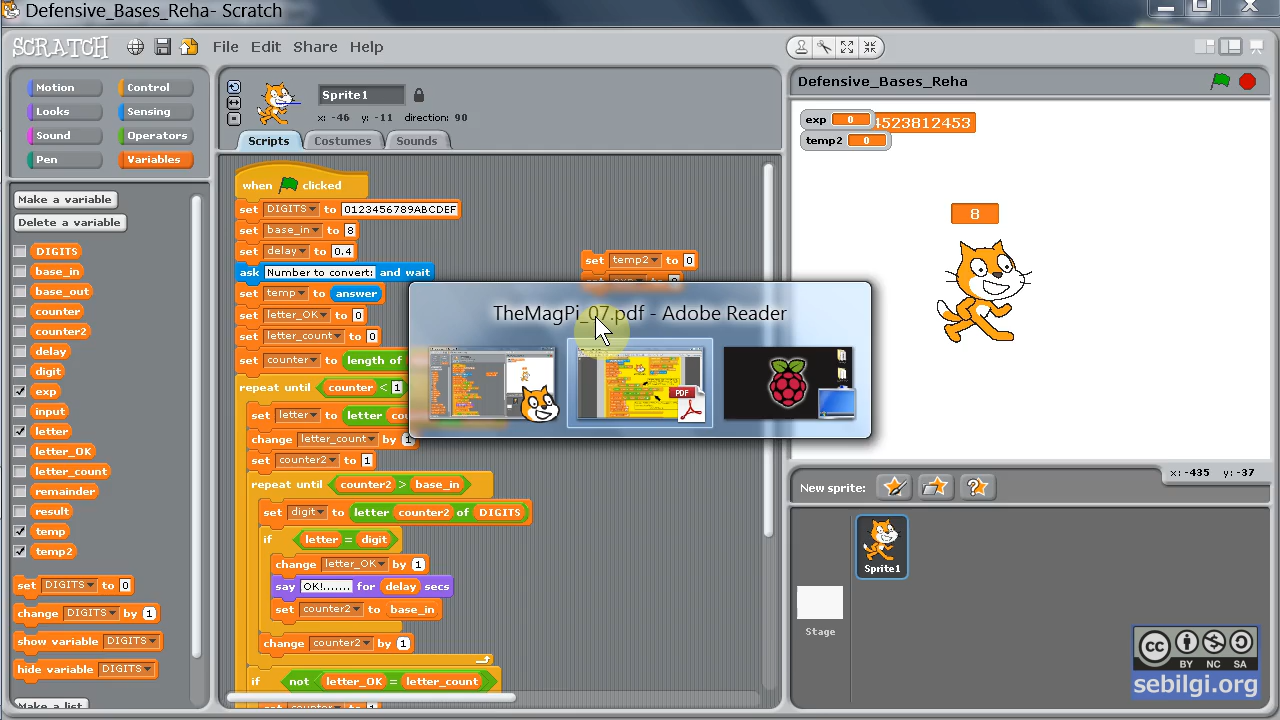 Defensive_Bases_Reha- Scratch
SCRATCH File Edit Share Help
Motion Control
Looks Sensing
Sound Operators
Pen Variables
Make a variable
Delete a variable
DIGITS
base_in
base_out
counter
counter2
delay
digit
exp
input
letter
letter_OK
letter_count
remainder
result
temp
temp2
set DIGITS to 0
change DIGITS by 1
show variable DIGITS
hide variable DIGITS
Make a list
Sprite1
x: -46 y: -11 direction: 90
Scripts Costumes Sounds
when clicked
set DIGITS to 0123456789ABCDEF
set base_in to 8
set delay to 0.4
ask Number to convert: and wait
set temp to answer
set letter_OK to 0
set letter_count to 0
set counter to length of
repeat until counter < 1
set letter to letter
change letter_count by 1
set counter2 to 1
repeat until counter2 > base_in
set digit to letter counter2 of DIGITS
if letter = digit
change letter_OK by 1
say OK!....... for delay secs
set counter2 to base_in
change counter2 by 1
if not letter_OK = letter_count
set temp2 to 0
TheMagPi_07.pdf - Adobe Reader
PDF
Defensive_Bases_Reha
exp 0 4523812453
temp2 0
8
x: -435 y: -37
New sprite:
Sprite1
Stage
cc BY NC SA
sebilgi.org